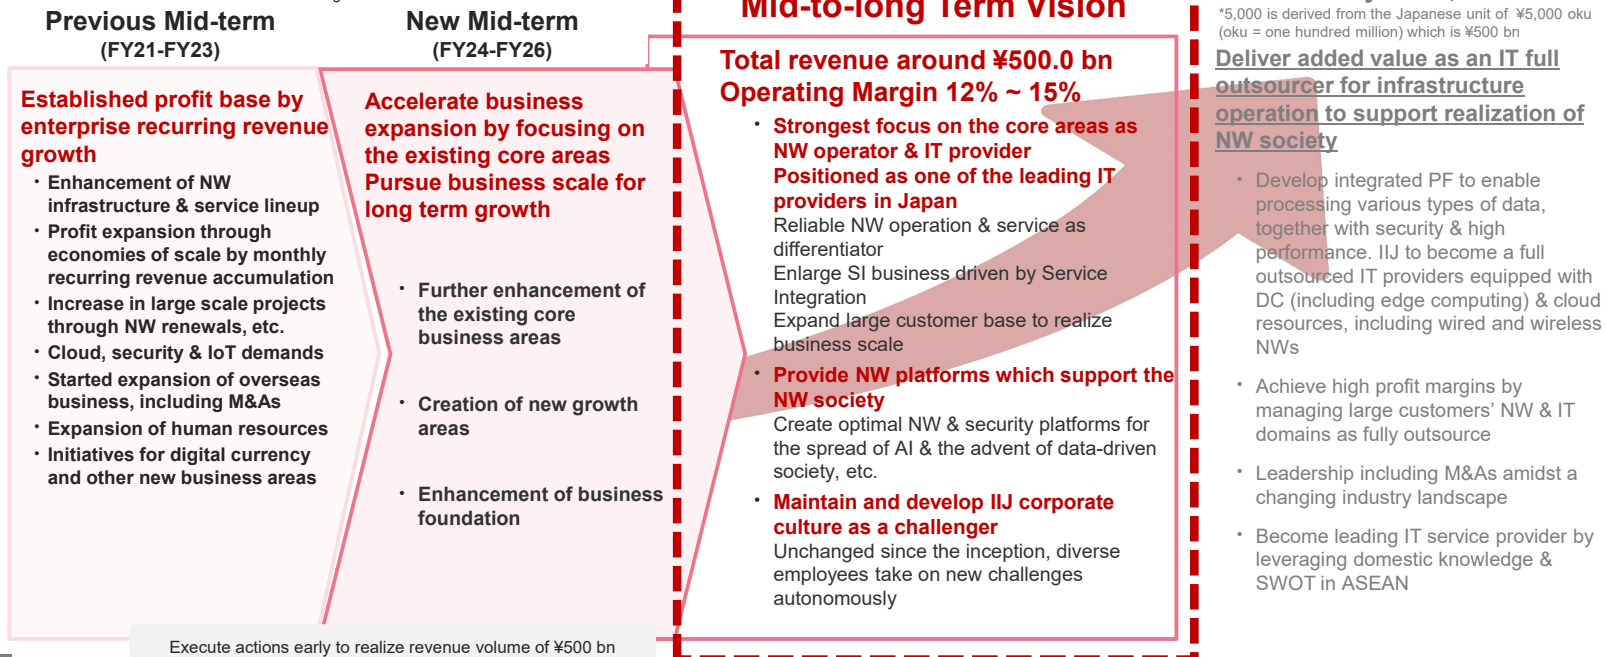 Previous Mid-term
(FY21-FY23)
Established profit base by
enterprise recurring revenue
growth
・Enhancement of NW
infrastructure & service lineup
・Profit expansion through
economies of scale by monthly
recurring revenue accumulation
・Increase in large scale projects
through NW renewals, etc.
・Cloud, security & IoT demands
・Started expansion of overseas
business, including M&As
・Expansion of human resources
・Initiatives for digital currency
and other new business areas
New Mid-term
(FY24-FY26)
Accelerate business
expansion by focusing on
the existing core areas
Pursue business scale for
long term growth
・Further enhancement of
the existing core
business areas
・Creation of new growth
areas
・Enhancement of business
foundation
Execute actions early to realize revenue volume of ¥500 bn
Mid-to-long Term Vision
Total revenue around ¥500.0 bn
Operating Margin 12% ~ 15%
・Strongest focus on the core areas as
NW operator & IT provider
Positioned as one of the leading IT
providers in Japan
Reliable NW operation & service as
differentiator
Enlarge SI business driven by Service
Integration
Expand large customer base to realize
business scale
・Provide NW platforms which support the
NW society
Create optimal NW & security platforms for
the spread of AI & the advent of data-driven
society, etc.
・Maintain and develop IIJ corporate
culture as a challenger
Unchanged since the inception, diverse
employees take on new challenges
autonomously
*5,000 is derived from the Japanese unit of ¥5,000 oku
(oku = one hundred million) which is ¥500 bn
Deliver added value as an IT full
outsourcer for infrastructure
operation to support realization of
NW society
・Develop integrated PF to enable
processing various types of data,
together with security & high
performance. IIJ to become a full
outsourced IT providers equipped with
DC (including edge computing) & cloud
resources, including wired and wireless
NWs
・Achieve high profit margins by
managing large customers' NW & IT
domains as fully outsource
・Leadership including M&As amidst a
changing industry landscape
・Become leading IT service provider by
leveraging domestic knowledge &
SWOT in ASEAN